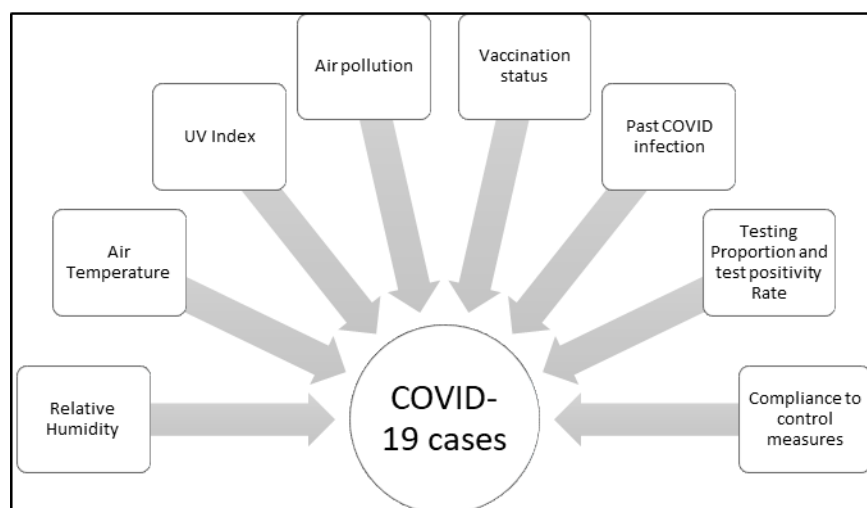 Air pollution
Vaccination
status
UV Index
Past COVID
infection
Air
Temperature
Testing
Proportion and
test positivity
Rate
Relative
Humidity
COVID-
19 cases
Compliance to
control
measures